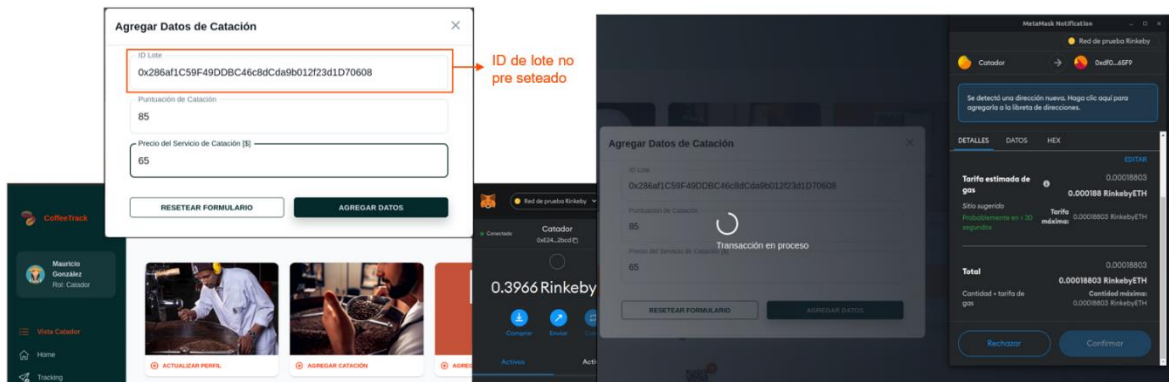 Agregar Datos de Catación
ID Lote
0x286af1C59F49DDBC46c8dCda9b012f23d1D70608
Puntuación de Catación
85
Precio del Servicio de Catación [$]
65
RESETEAR FORMULARIO
AGREGAR DATOS
ID de lote no
pre seteado
CoffeeTrack
Mauricio
González
Rol: Catador
Vista Catador
Home
Tracking
ACTUALIZAR PERFIL
AGREGAR CATACIÓN
Red de prueba Rinkeby
Conectado
Catador
0xE24...2bcd
0.3966 Rinkeby
Comprar
Enviar
Activos
Agregar Datos de Catación
ID Lote
0x286af1C59F49DDBC46c8dCda9b012f23d1D70608
Puntuación de Catación
85
Precio del Servicio de Catación [$]
65
Transacción en proceso
RESETEAR FORMULARIO
AGREGAR DATOS
MetaMask Notification
Red de prueba Rinkeby
Catador
0xdf0...65F9
Se detectó una dirección nueva. Haga clic aquí para
agregarla a la libreta de direcciones.
DETALLES
DATOS
HEX
EDITAR
Tarifa estimada de
gas
0.00018803
0.000188 RinkebyETH
Sitio sugerido
Probablemente en < 30
segundos
Tarifa
máxima:
0.00018803 RinkebyETH
Total
0.00018803
0.00018803 RinkebyETH
Cantidad + tarifa de
gas
Cantidad máxima:
0.00018803 RinkebyETH
Rechazar
Confirmar